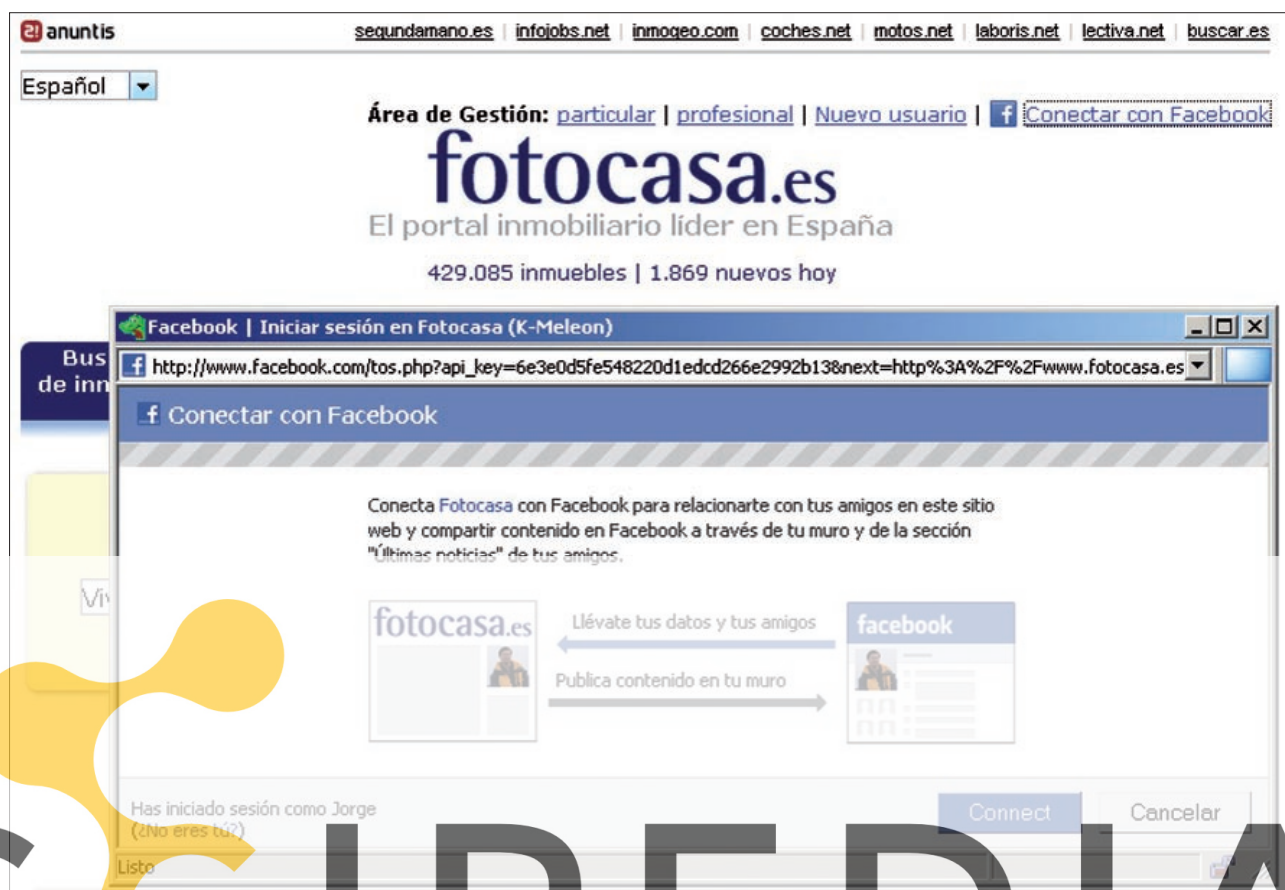 2! anuntis
segundamano.es | infojobs.net | inmogeo.com | coches.net | motos.net | laboris.net | lectiva.net | buscar.es
Español
Área de Gestión: particular | profesional | Nuevo usuario | Conectar con Facebook
fotocasa.es
El portal inmobiliario líder en España
429.085 inmuebles | 1.869 nuevos hoy
Facebook | Iniciar sesión en Fotocasa (K-Meleon)
Bus
de inm
http://www.facebook.com/tos.php?api_key=6e3e0d5fe548220d1edcd266e2992b13&next=http%3A%2F%2Fwww.fotocasa.es
Conectar con Facebook
Conecta Fotocasa con Facebook para relacionarte con tus amigos en este sitio
web y compartir contenido en Facebook a través de tu muro y de la sección
"Últimas noticias" de tus amigos.
fotocasa.es
Llévate tus datos y tus amigos
facebook
Publica contenido en tu muro
Has iniciado sesión como Jorge
(¿No eres tú?)
Connect
Cancelar
Listo
SCIPEDIA